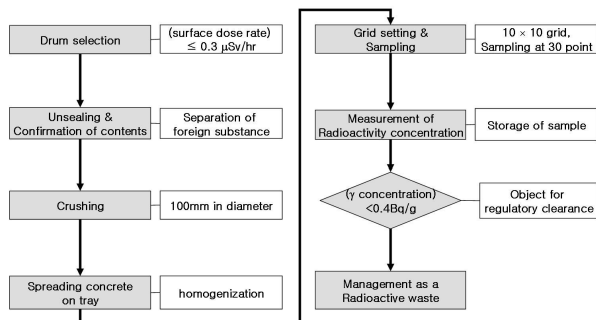 Drum selection
(surface dose rate)
≤ 0.3 μSv/hr
Unsealing &
Confirmation of contents
Separation of
foreign substance
Crushing
100mm in diameter
Spreading concrete
on tray
homogenization
Grid setting &
Sampling
10 × 10 grid,
Sampling at 30 point
Measurement of
Radioactivity concentration
Storage of sample
(γ concentration)
<0.4Bq/g
Object for
regulatory clearance
Management as a
Radioactive waste